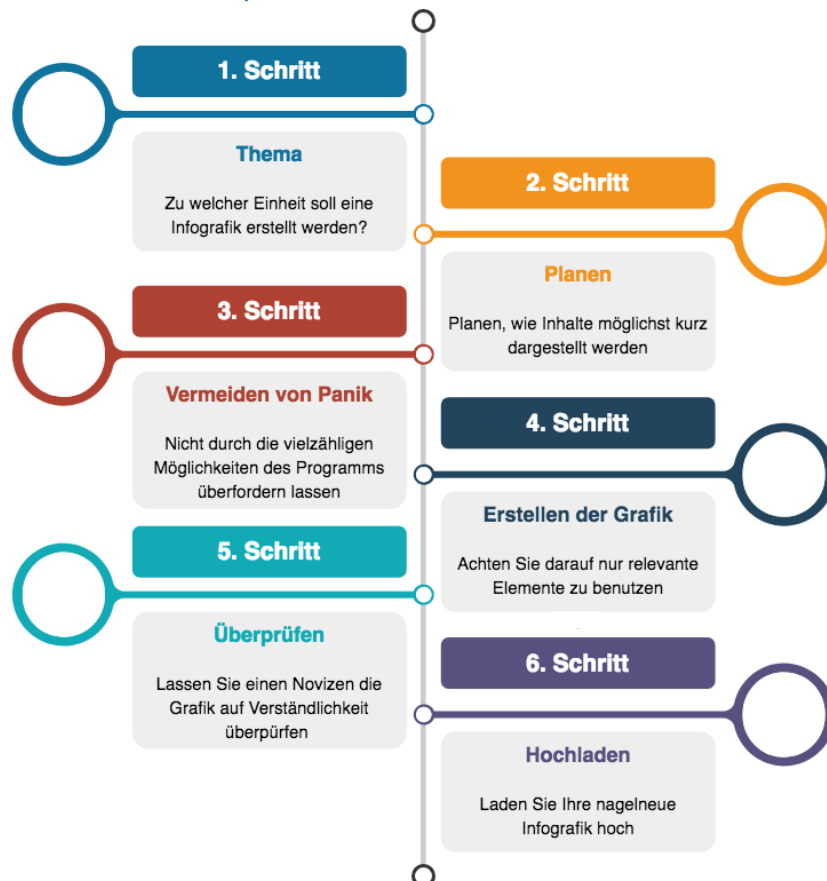 1. Schritt
Thema
Zu welcher Einheit soll eine
Infografik erstellt werden?
2. Schritt
Planen
Planen, wie Inhalte möglichst kurz
dargestellt werden
3. Schritt
Vermeiden von Panik
Nicht durch die vielzähligen
Möglichkeiten des Programms
überfordern lassen
4. Schritt
Erstellen der Grafik
Achten Sie darauf nur relevante
Elemente zu benutzen
5. Schritt
Überprüfen
Lassen Sie einen Novizen die
Grafik auf Verständlichkeit
überpürfen
6. Schritt
Hochladen
Laden Sie Ihre nagelneue
Infografik hoch